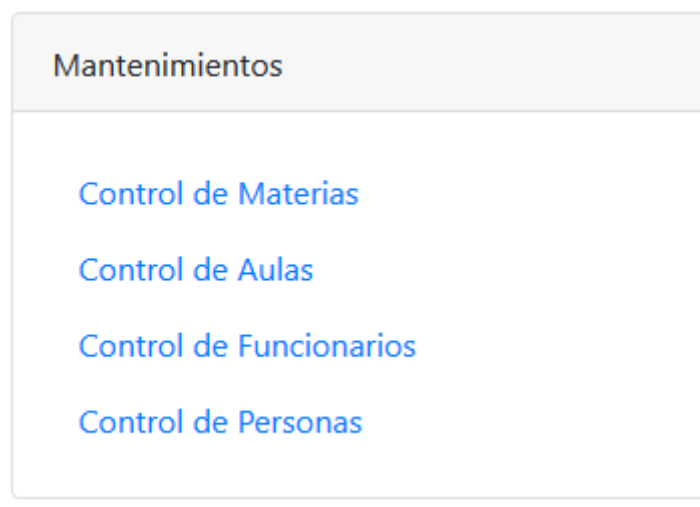 Mantenimientos
Control de Materias
Control de Aulas
Control de Funcionarios
Control de Personas